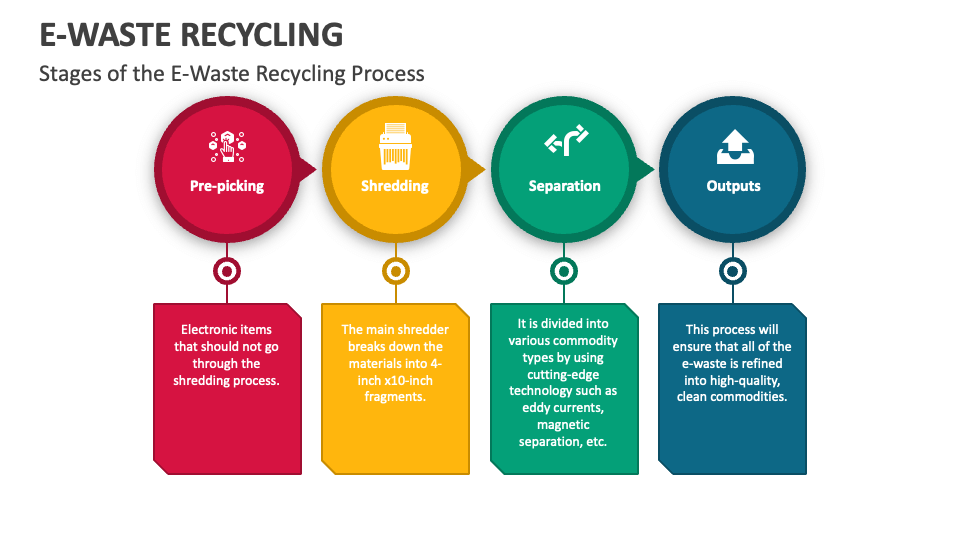 E-WASTE RECYCLING
Stages of the E-Waste Recycling Process
Pre-picking
Shredding
Separation
Outputs
Electronic items
that should not go
through the
shredding process.
The main shredder
breaks down the
materials into 4-
inch x10-inch
fragments.
It is divided into
various commodity
types by using
cutting-edge
technology such as
eddy currents,
magnetic
separation, etc.
This process will
ensure that all of the
e-waste is refined
into high-quality,
clean commodities.